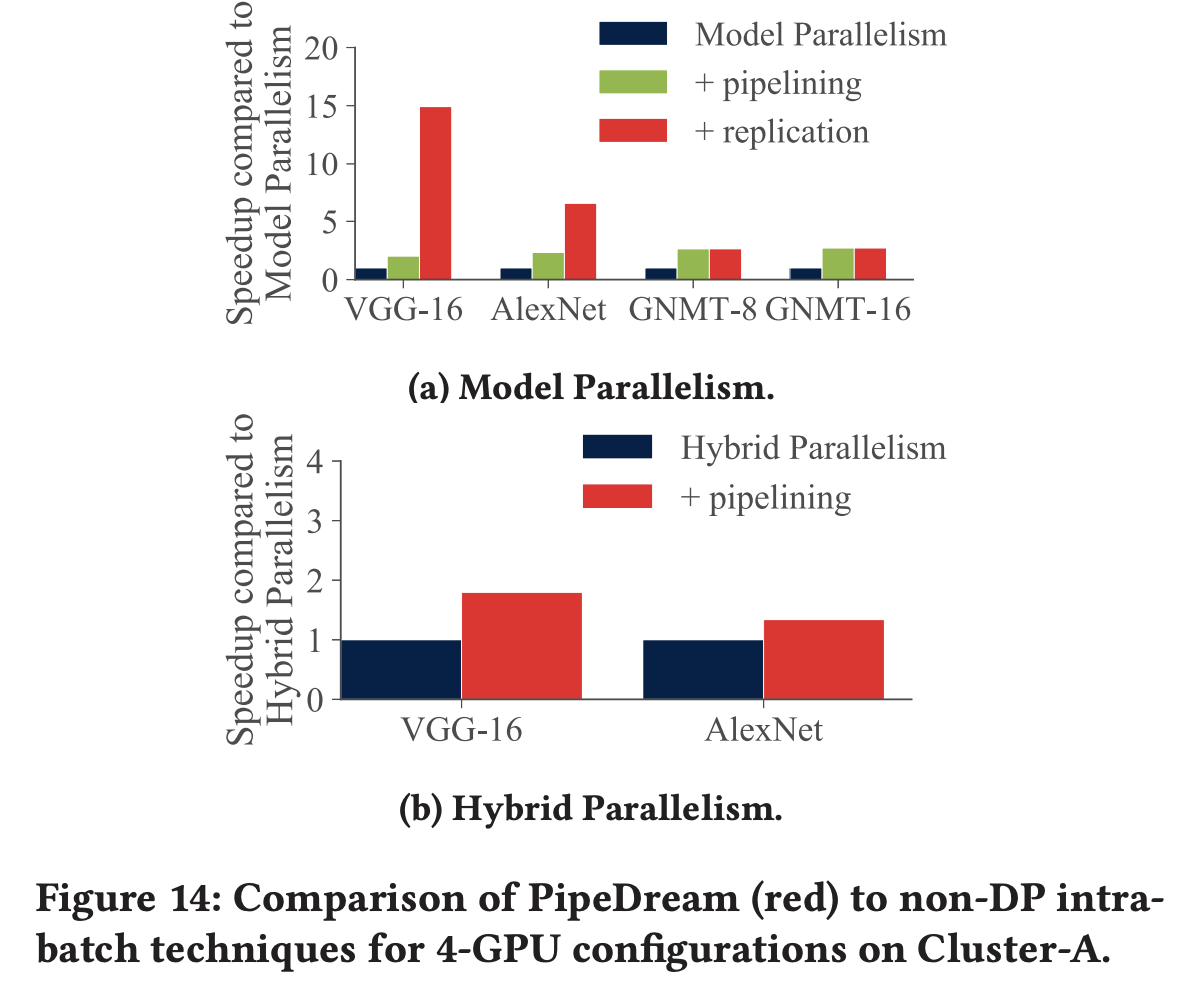 Speedup compared to
Model Parallelism
20
15
10
5
0
Model Parallelism
+ pipelining
+ replication
VGG-16 AlexNet GNMT-8 GNMT-16
(a) Model Parallelism.
Speedup compared to
Hybrid Parallelism
4
3
2
1
0
Hybrid Parallelism
+ pipelining
VGG-16 AlexNet
(b) Hybrid Parallelism.
Figure 14: Comparison of PipeDream (red) to non-DP intra-
batch techniques for 4-GPU configurations on Cluster-A.